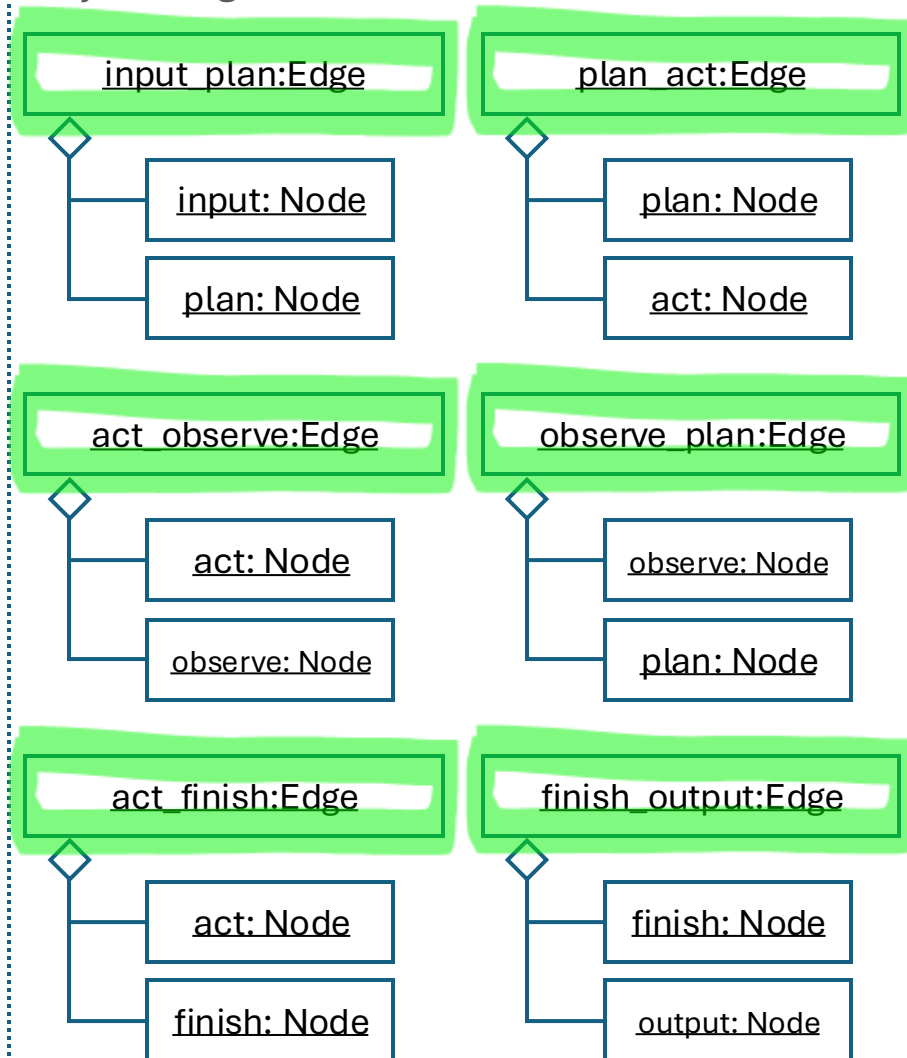 input_plan:Edge
input: Node
plan: Node
plan_act:Edge
plan: Node
act: Node
act_observe:Edge
act: Node
observe: Node
observe_plan:Edge
observe: Node
plan: Node
act_finish:Edge
act: Node
finish: Node
finish_output:Edge
finish: Node
output: Node